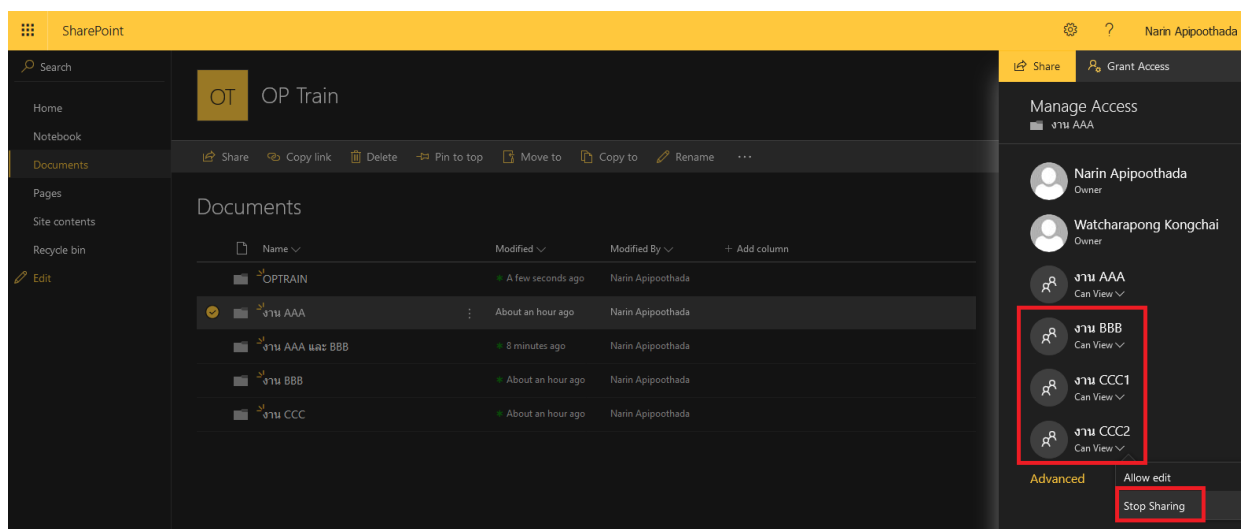 SharePoint
? Narin Apipoothada
Search
Home
Notebook
Documents
Pages
Site contents
Recycle bin
Edit
OT OP Train
Share Copy link Delete Pin to top Move to Copy to Rename ...
Documents
Name Modified Modified By + Add column
OPTRAIN A few seconds ago Narin Apipoothada
งาน AAA About an hour ago Narin Apipoothada
งาน AAA และ BBB 8 minutes ago Narin Apipoothada
งาน BBB About an hour ago Narin Apipoothada
งาน CCC About an hour ago Narin Apipoothada
Share Grant Access
Manage Access
งาน AAA
Narin Apipoothada
Owner
Watcharapong Kongchai
Owner
งาน AAA
Can View
งาน BBB
Can View
งาน CCC1
Can View
งาน CCC2
Can View
Advanced
Allow edit
Stop Sharing